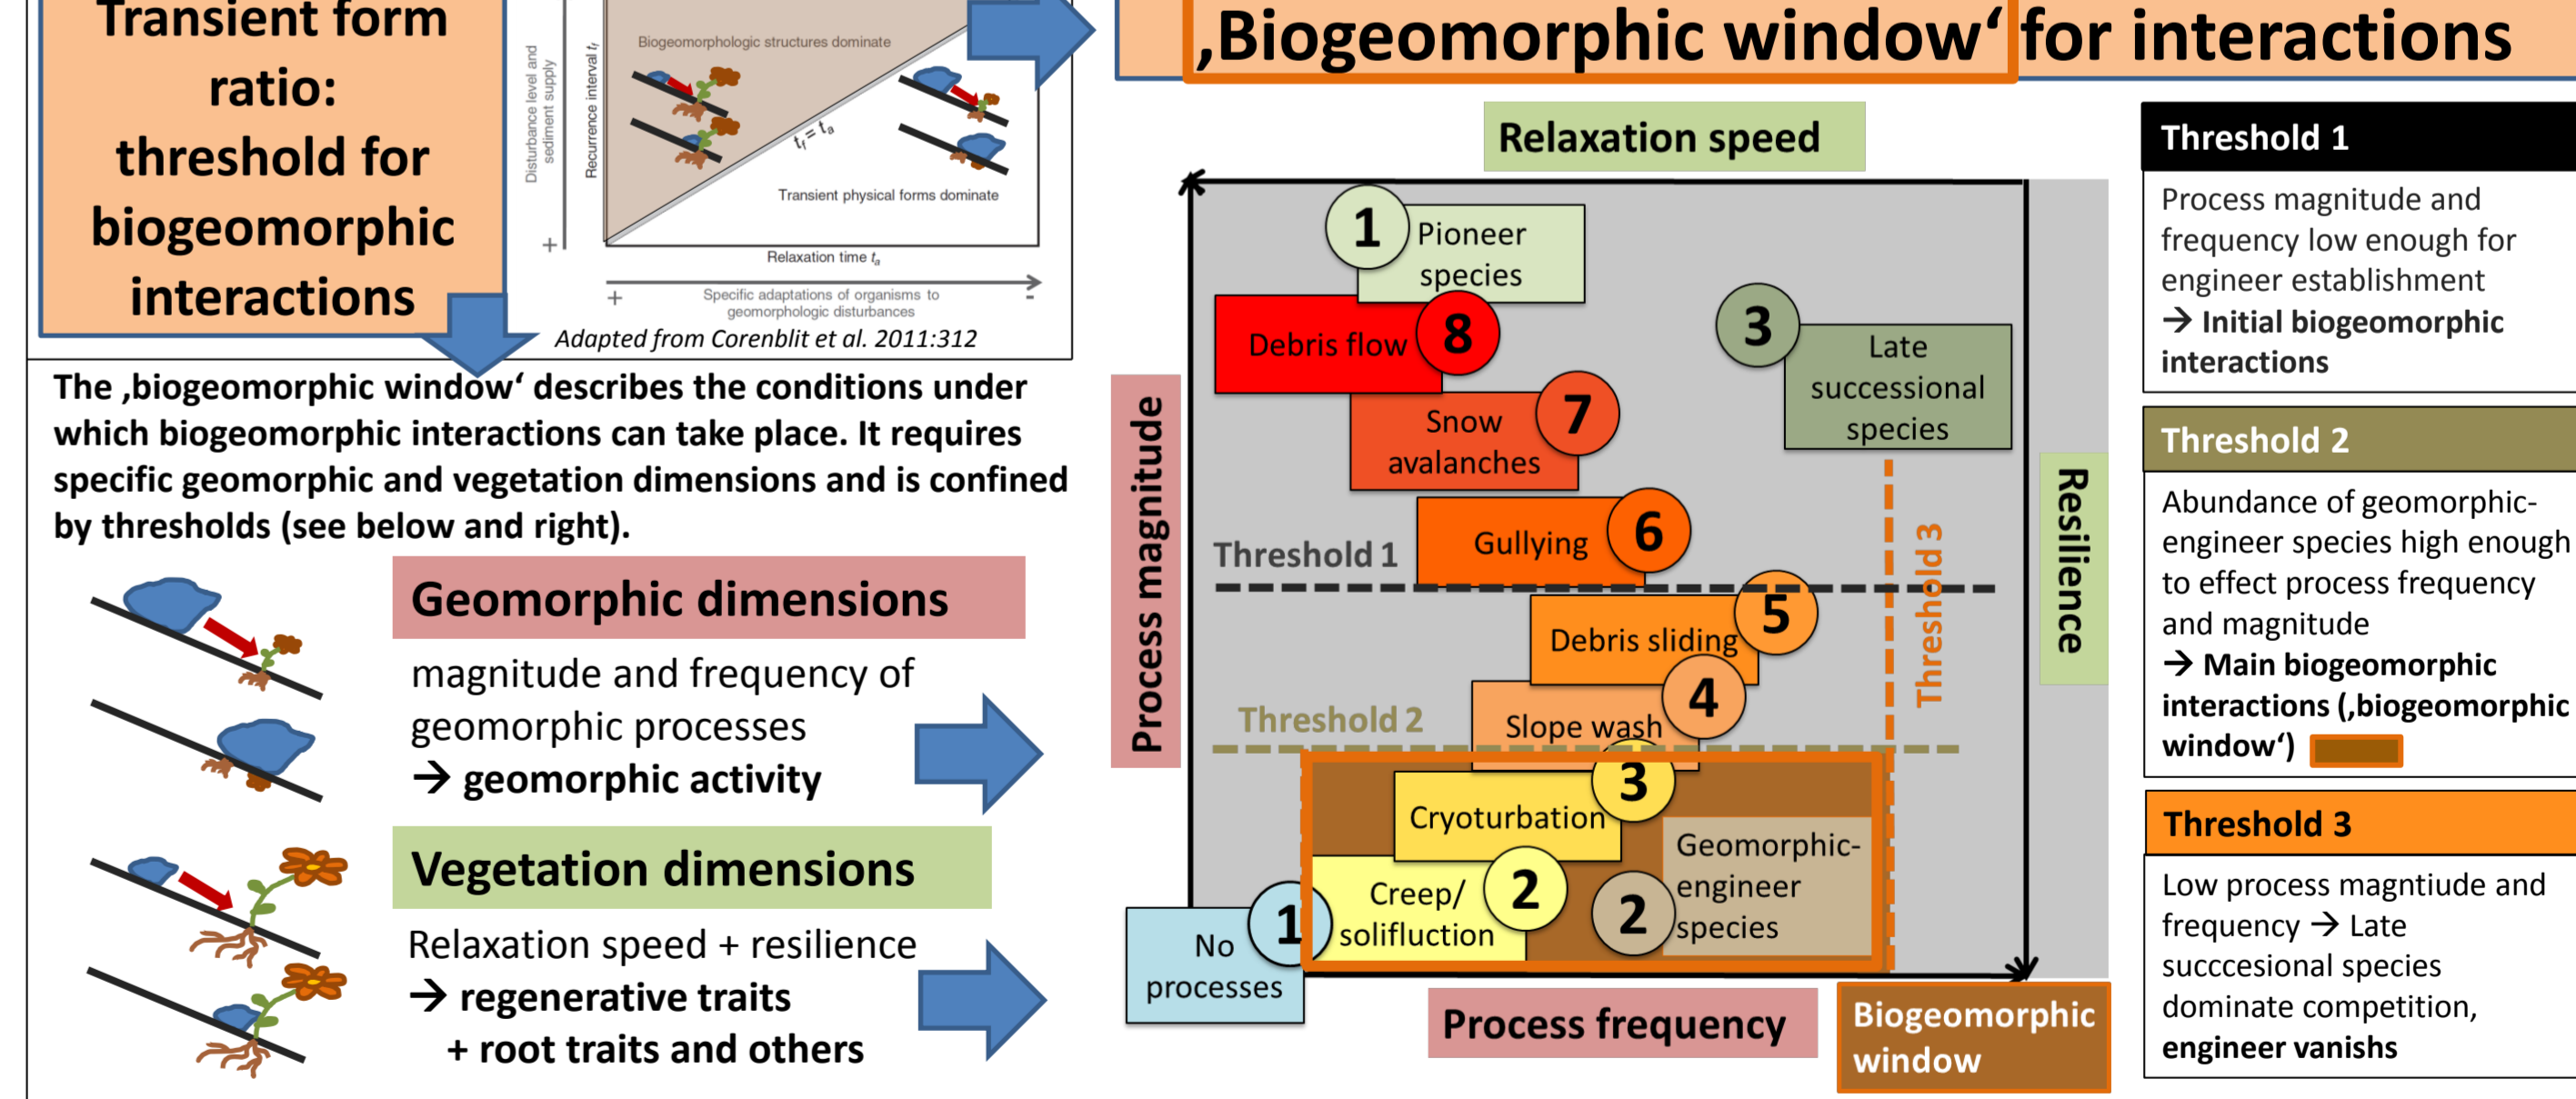 Transient form
ratio:
threshold for
biogeomorphic
interactions
Disturbance level and
sediment supply
+
Recurrence interval tf
Biogeomorphologic structures dominate
tf = ta
Transient physical forms dominate
Relaxation time ta
+
-
Specific adaptations of organisms to
geomorphologic disturbances
Adapted from Corenblit et al. 2011:312
The ‚biogeomorphic window‘ describes the conditions under
which biogeomorphic interactions can take place. It requires
specific geomorphic and vegetation dimensions and is confined
by thresholds (see below and right).
Geomorphic dimensions
magnitude and frequency of
geomorphic processes
→ geomorphic activity
Vegetation dimensions
Relaxation speed + resilience
→ regenerative traits
+ root traits and others
‚Biogeomorphic window‘ for interactions
Relaxation speed
Process magnitude
Resilience
1
Pioneer
species
Debris flow
8
3
Late
successional
species
Snow
avalanches
7
Gullying
6
Threshold 1
Threshold 3
Debris sliding
5
Slope wash
4
Threshold 2
Cryoturbation
3
Creep/
solifluction
2
2
Geomorphic-
engineer
species
No
processes
1
Process frequency
Biogeomorphic
window
Threshold 1
Process magnitude and
frequency low enough for
engineer establishment
→ Initial biogeomorphic
interactions
Threshold 2
Abundance of geomorphic-
engineer species high enough
to effect process frequency
and magnitude
→ Main biogeomorphic
interactions (‚biogeomorphic
window‘)
Threshold 3
Low process magntiude and
frequency → Late
succcesional species
dominate competition,
engineer vanishs